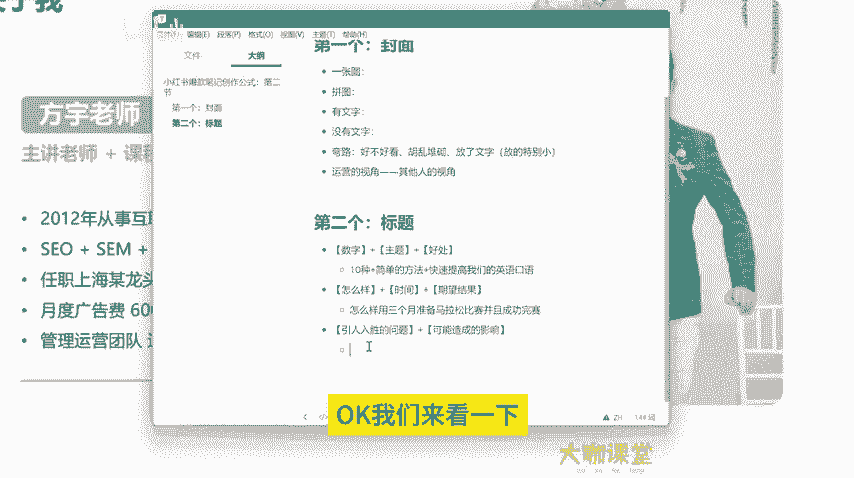 关于我
方宇老师
主讲老师 + 课程
2012年从事互联
SEO + SEM +
任职上海某龙头
月度广告费 600
管理运营团队
编辑(E) 段落(P) 格式(O) 视图(V) 主题(T) 帮助(H)
文件
大纲
小红书爆款笔记创作公式：第二节
第一个：封面
第二个：标题
第一个：封面
一张图：
拼图：
有文字：
没有文字：
弯路：好不好看、胡乱堆砌、放了文字（放的特别小）
运营的视角——其他人的视角
第二个：标题
【数字】+【主题】+【好处】
10种+简单的方法+快速提高我们的英语口语
【怎么样】+【时间】+【期望结果】
怎么样用三个月准备马拉松比赛并且成功完赛
【引人入胜的问题】+【可能造成的影响】
ZH
144 词
OK我们来看一下
大聊课堂